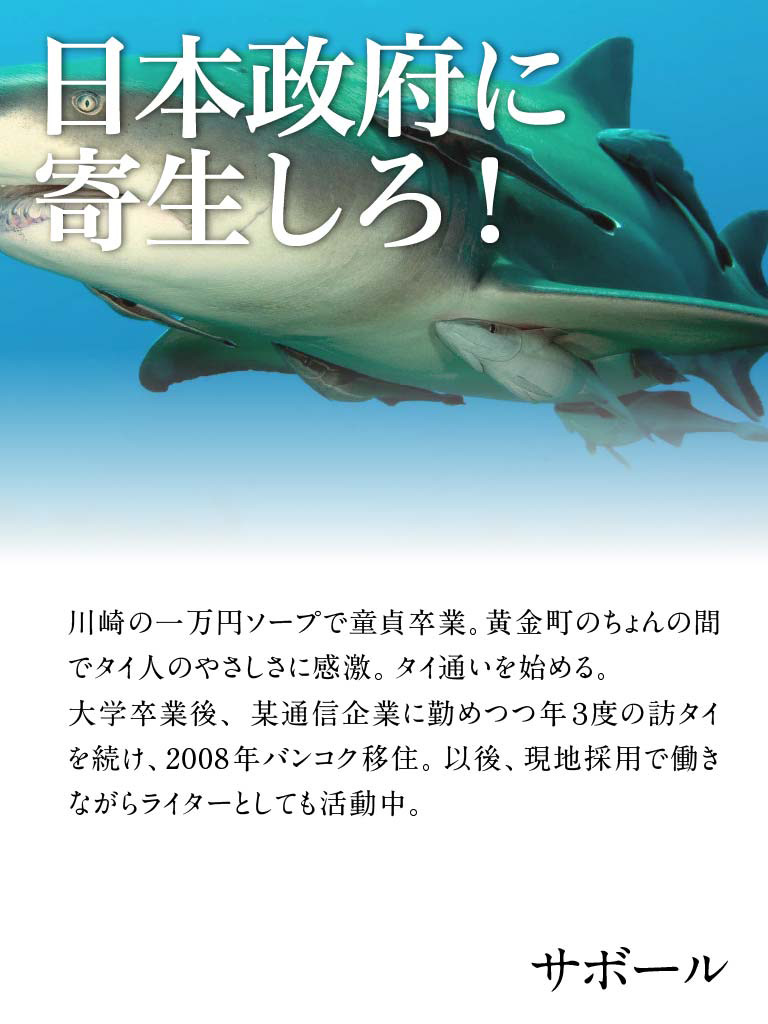 日本政府に
寄生しろ！
川崎の一万円ソープで童貞卒業。黄金町のちょんの間
でタイ人のやさしさに感激。タイ通いを始める。
大学卒業後、某通信企業に勤めつつ年3度の訪タイ
を続け、2008年バンコク移住。以後、現地採用で働き
ながらライターとしても活動中。
サボール